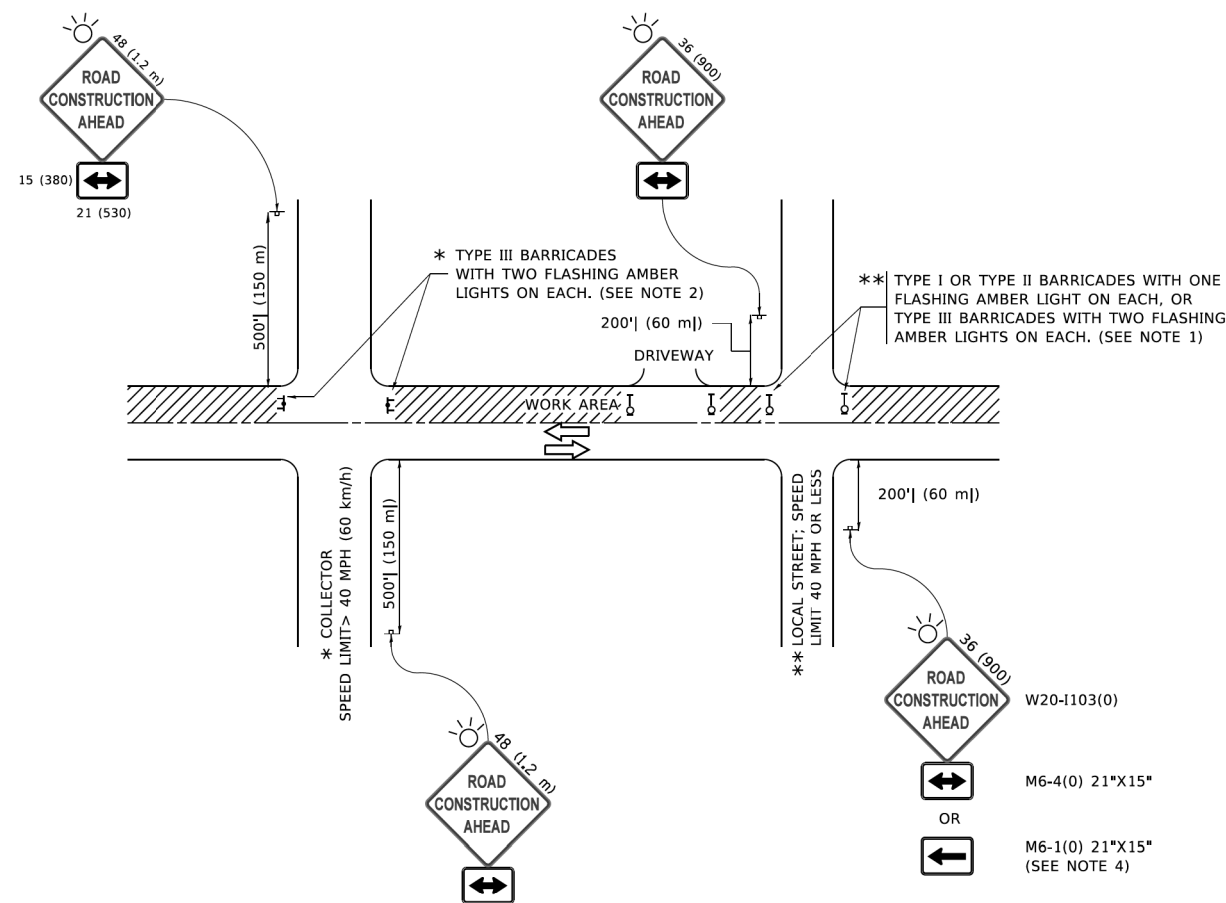 48 (1.2 m)
ROAD
CONSTRUCTION
AHEAD
15 (380)
21 (530)
36 (900)
ROAD
CONSTRUCTION
AHEAD
500'| (150 m)
* TYPE III BARRICADES
WITH TWO FLASHING AMBER
LIGHTS ON EACH. (SEE NOTE 2)
200'| (60 m|)
DRIVEWAY
** TYPE I OR TYPE II BARRICADES WITH ONE
FLASHING AMBER LIGHT ON EACH, OR
TYPE III BARRICADES WITH TWO FLASHING
AMBER LIGHTS ON EACH. (SEE NOTE 1)
WORK AREA
* COLLECTOR
SPEED LIMIT> 40 MPH (60 km/h)
500'| (150 m|)
** LOCAL STREET; SPEED
LIMIT 40 MPH OR LESS
200'| (60 m|)
48 (1.2 m)
ROAD
CONSTRUCTION
AHEAD
36 (900)
ROAD
CONSTRUCTION
AHEAD
W20-I103(0)
M6-4(0) 21"X15"
OR
M6-1(0) 21"X15"
(SEE NOTE 4)